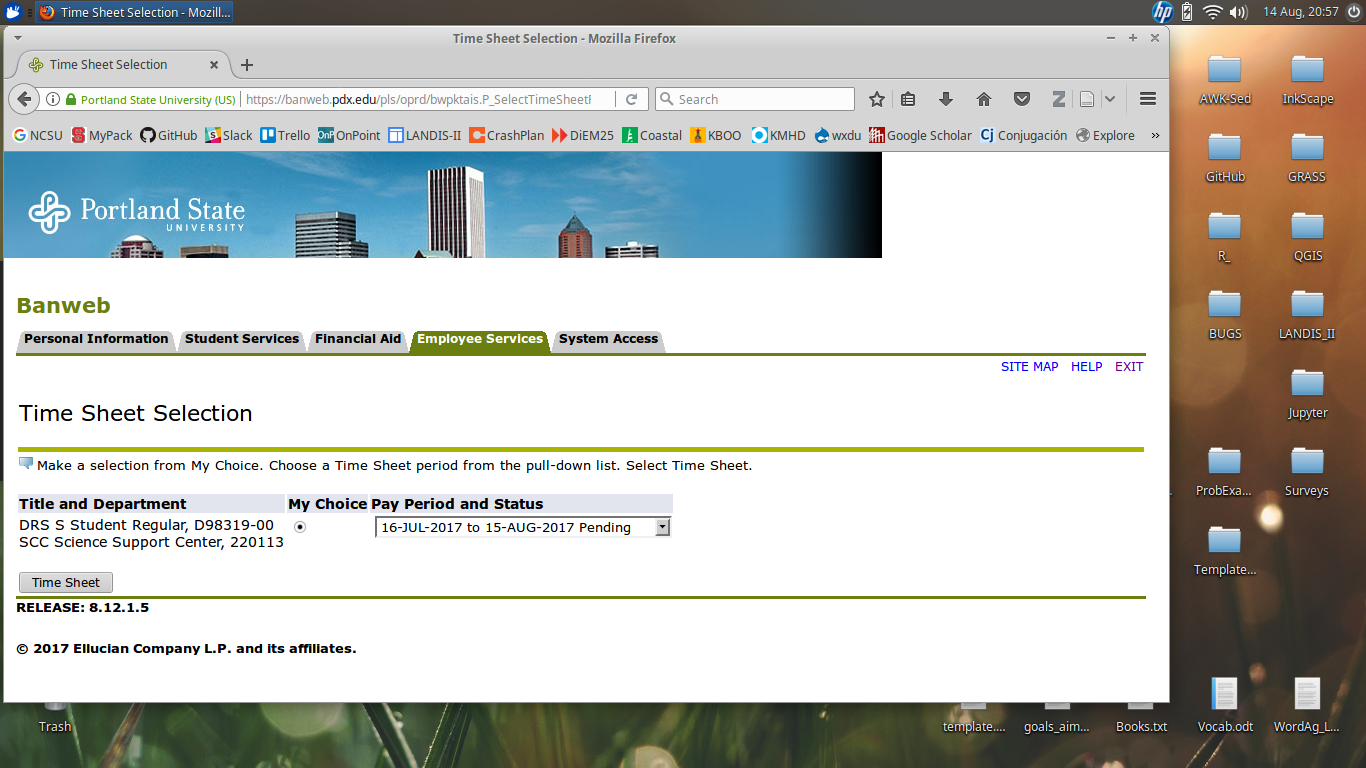 Time Sheet Selection - Mozill...
14 Aug, 20:57
Time Sheet Selection - Mozilla Firefox
Time Sheet Selection
Portland State University (US)
https://banweb.pdx.edu/pls/oprd/bwpktais.P_SelectTimeSheetR
Search
NCSU MyPack GitHub Slack Trello OnPoint LANDIS-II CrashPlan DiEM25 Coastal KBOO KMHD wxdu Google Scholar Conjugación Explore
Portland State
UNIVERSITY
Banweb
Personal Information Student Services Financial Aid Employee Services System Access
SITE MAP HELP EXIT
Time Sheet Selection
Make a selection from My Choice. Choose a Time Sheet period from the pull-down list. Select Time Sheet.
Title and Department My Choice Pay Period and Status
DRS S Student Regular, D98319-00
SCC Science Support Center, 220113
16-JUL-2017 to 15-AUG-2017 Pending
Time Sheet
RELEASE: 8.12.1.5
© 2017 Ellucian Company L.P. and its affiliates.
AWK-Sed InkScape
GitHub GRASS
R_ QGIS
BUGS LANDIS_II
Jupyter
ProbExa... Surveys
Template...
Trash
template....
goals_aim...
Books.txt
Vocab.odt
WordAg_L...